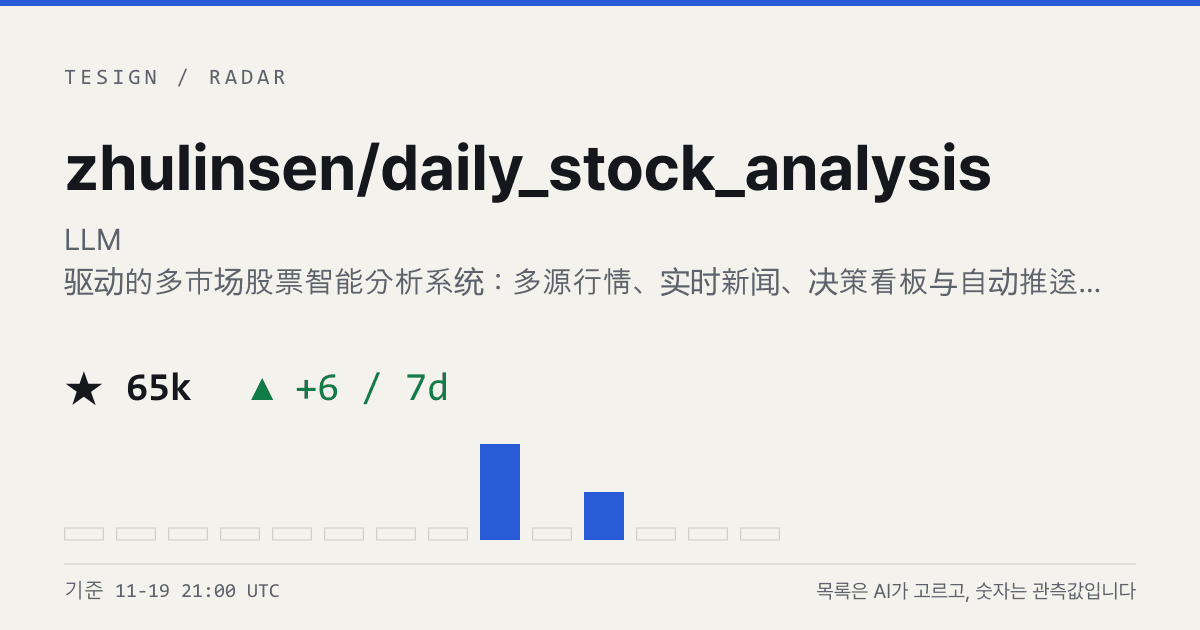 TESIGN / RADAR
zhulinsen/daily_stock_analysis
LLM
驱动的多市场股票智能分析系统：多源行情、实时新闻、决策看板与自动推送...
★ 65k ▲ +6 / 7d
기준 11-19 21:00 UTC
목록은 AI가 고르고, 숫자는 관측값입니다